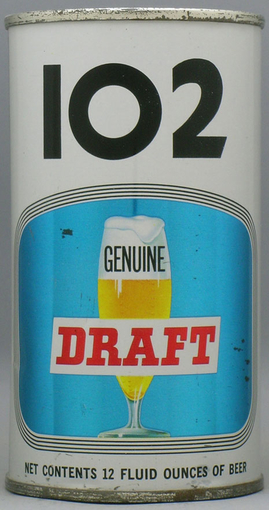 102
GENUINE
DRAFT
NET CONTENTS 12 FLUID OUNCES OF BEER